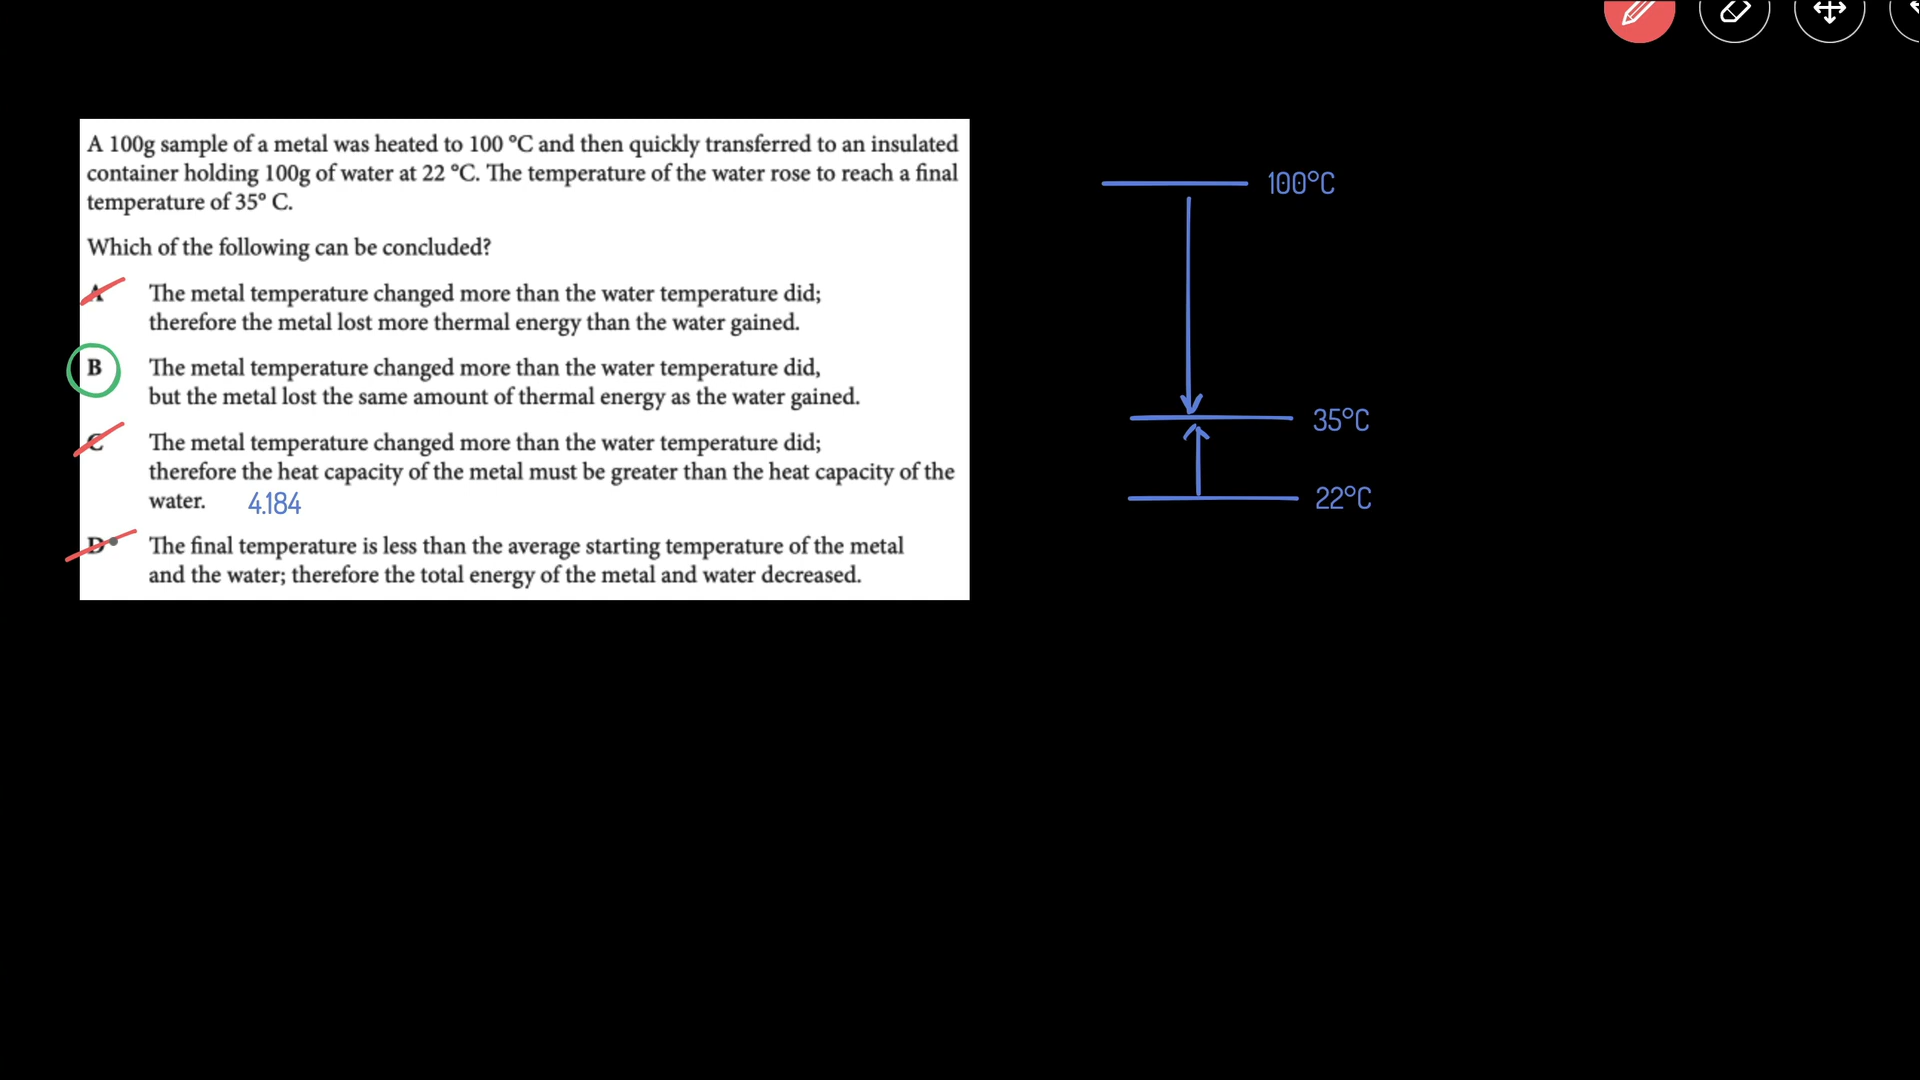 A 100g sample of a metal was heated to 100 °C and then quickly transferred to an insulated
container holding 100g of water at 22 °C. The temperature of the water rose to reach a final
temperature of 35° C.
Which of the following can be concluded?
A The metal temperature changed more than the water temperature did;
therefore the metal lost more thermal energy than the water gained.
B The metal temperature changed more than the water temperature did,
but the metal lost the same amount of thermal energy as the water gained.
C The metal temperature changed more than the water temperature did;
therefore the heat capacity of the metal must be greater than the heat capacity of the
water. 4.184
D The final temperature is less than the average starting temperature of the metal
and the water; therefore the total energy of the metal and water decreased.
100°C
35°C
22°C